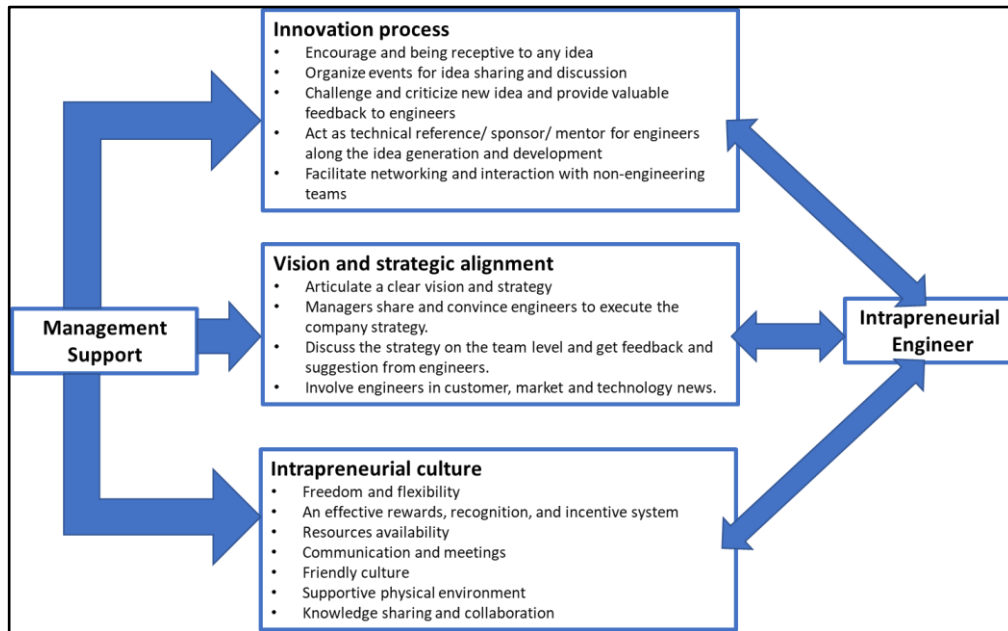 Innovation process
• Encourage and being receptive to any idea
• Organize events for idea sharing and discussion
• Challenge and criticize new idea and provide valuable
feedback to engineers
• Act as technical reference/ sponsor/ mentor for engineers
along the idea generation and development
• Facilitate networking and interaction with non-engineering
teams
Management
Support
Vision and strategic alignment
• Articulate a clear vision and strategy
• Managers share and convince engineers to execute the
company strategy.
• Discuss the strategy on the team level and get feedback and
suggestion from engineers.
• Involve engineers in customer, market and technology news.
Intrapreneurial
Engineer
Intrapreneurial culture
• Freedom and flexibility
• An effective rewards, recognition, and incentive system
• Resources availability
• Communication and meetings
• Friendly culture
• Supportive physical environment
• Knowledge sharing and collaboration